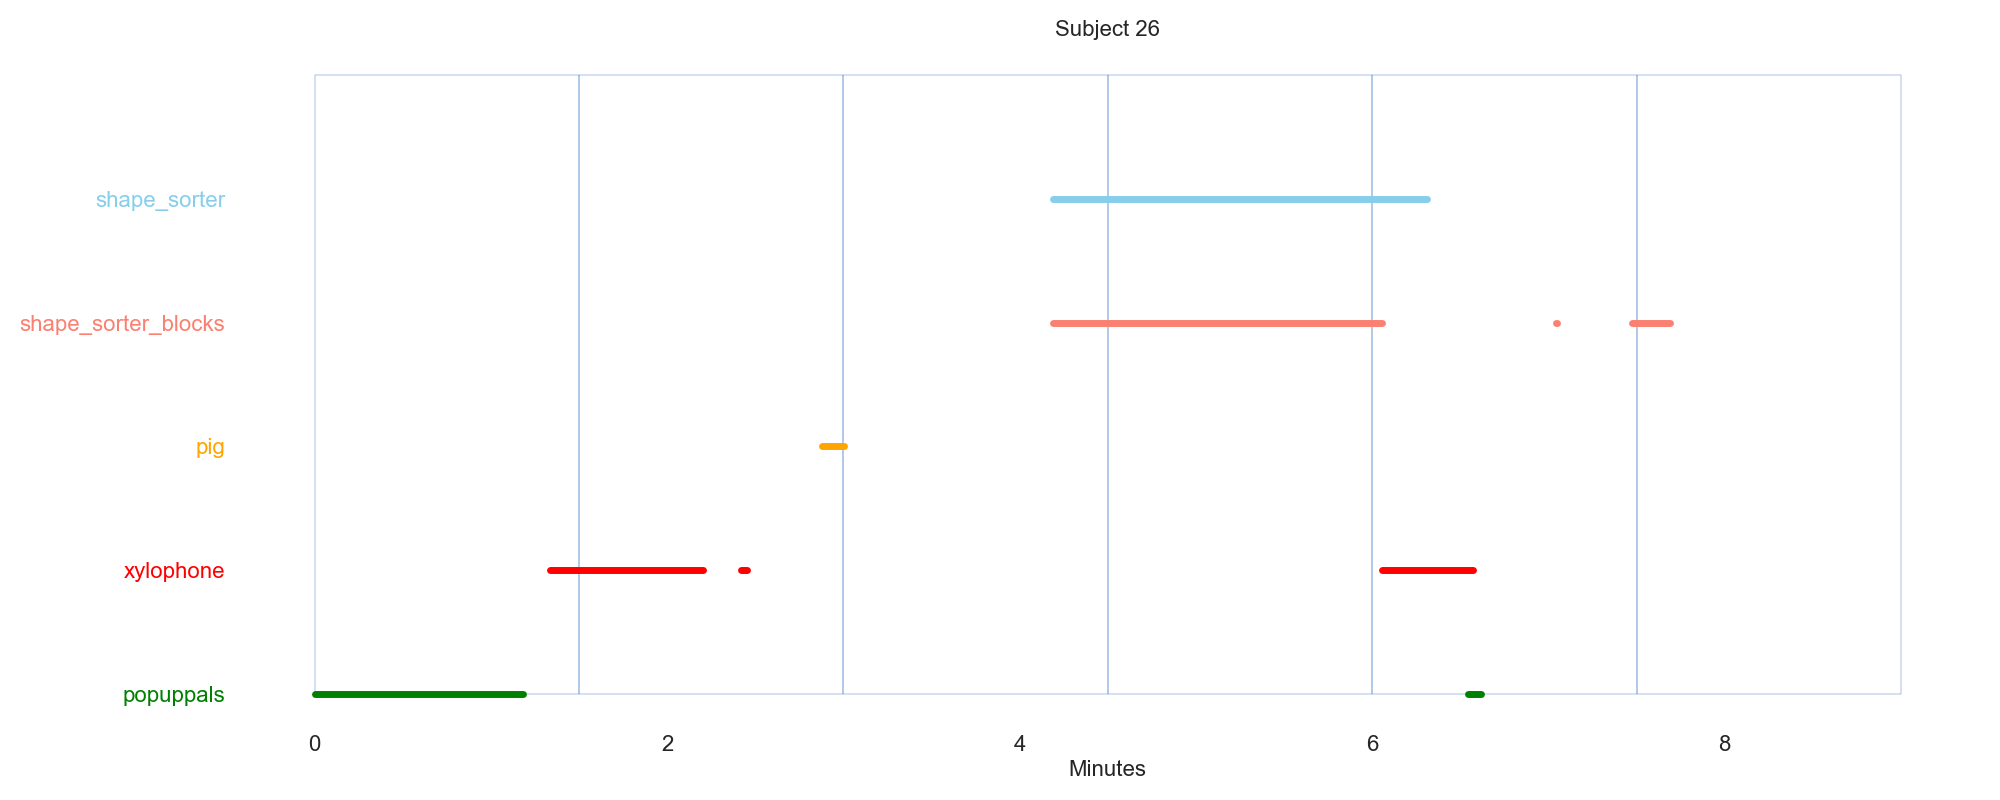 Subject 26
shape_sorter
shape_sorter_blocks
pig
xylophone
popuppals
0 2 4 6 8
Minutes